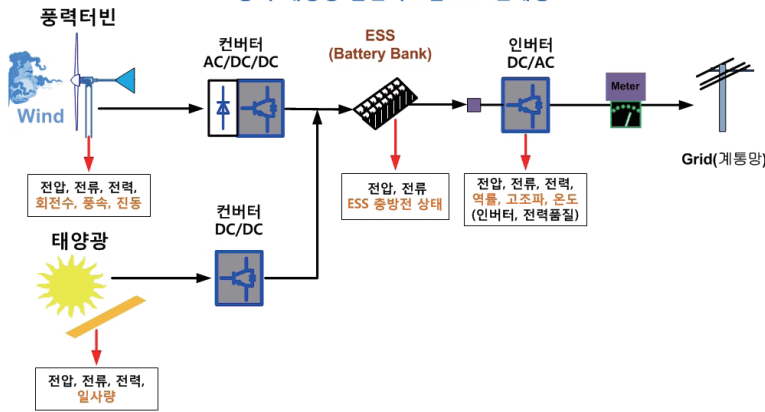 풍력터빈
컨버터
AC/DC/DC
ESS
(Battery Bank)
인버터
DC/AC
Meter
Wind
Grid(계통망)
전압, 전류, 전력,
회전수, 풍속, 진동
전압, 전류
ESS 충방전 상태
전압, 전류, 전력,
역률, 고조파, 온도
(인버터, 전력품질)
컨버터
DC/DC
태양광
전압, 전류, 전력,
일사량